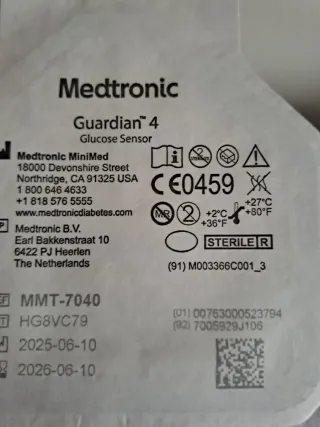 Medtronic
Guardian™ 4
Glucose Sensor
Medtronic MiniMed
18000 Devonshire Street
Northridge, CA 91325 USA
1 800 646 4633
+1 818 576 5555
www.medtronicdiabetes.com
CE0459
MR
2
+2°C
+36°F
+27°C
+80°F
STERILE R
Medtronic B.V.
Earl Bakkenstraat 10
6422 PJ Heerlen
The Netherlands
(91) M003366C001_3
MMT-7040
HG8VC79
2025-06-10
2026-06-10
(01) 00763000523794
(92) 7005929J106